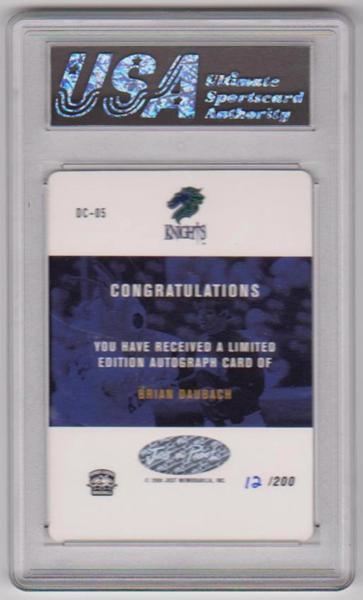 USA
Ultimate
Sportscard
Authority
DC-05
KNIGHTS
CONGRATULATIONS
YOU HAVE RECEIVED A LIMITED
EDITION AUTOGRAPH CARD OF
BRIAN DAUBACH
12 /200